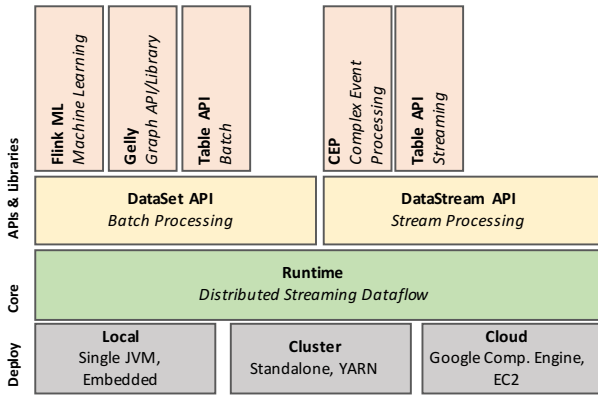 Flink ML
Machine Learning
Gelly
Graph API/Library
Table API
Batch
CEP
Complex Event
Processing
Table API
Streaming
APIs & Libraries
DataSet API
Batch Processing
DataStream API
Stream Processing
Core
Runtime
Distributed Streaming Dataflow
Deploy
Local
Single JVM,
Embedded
Cluster
Standalone, YARN
Cloud
Google Comp. Engine,
EC2